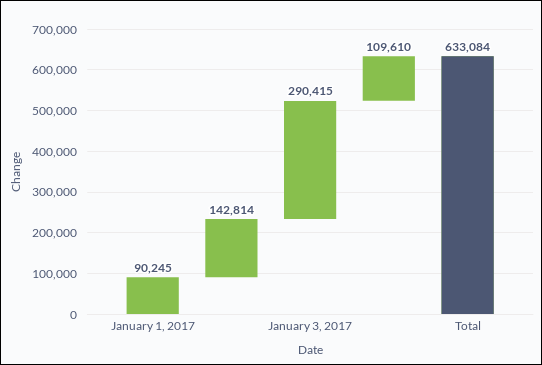 700,000
600,000
500,000
400,000
300,000
200,000
100,000
0
Change
90,245
142,814
290,415
109,610
633,084
January 1, 2017
January 3, 2017
Total
Date